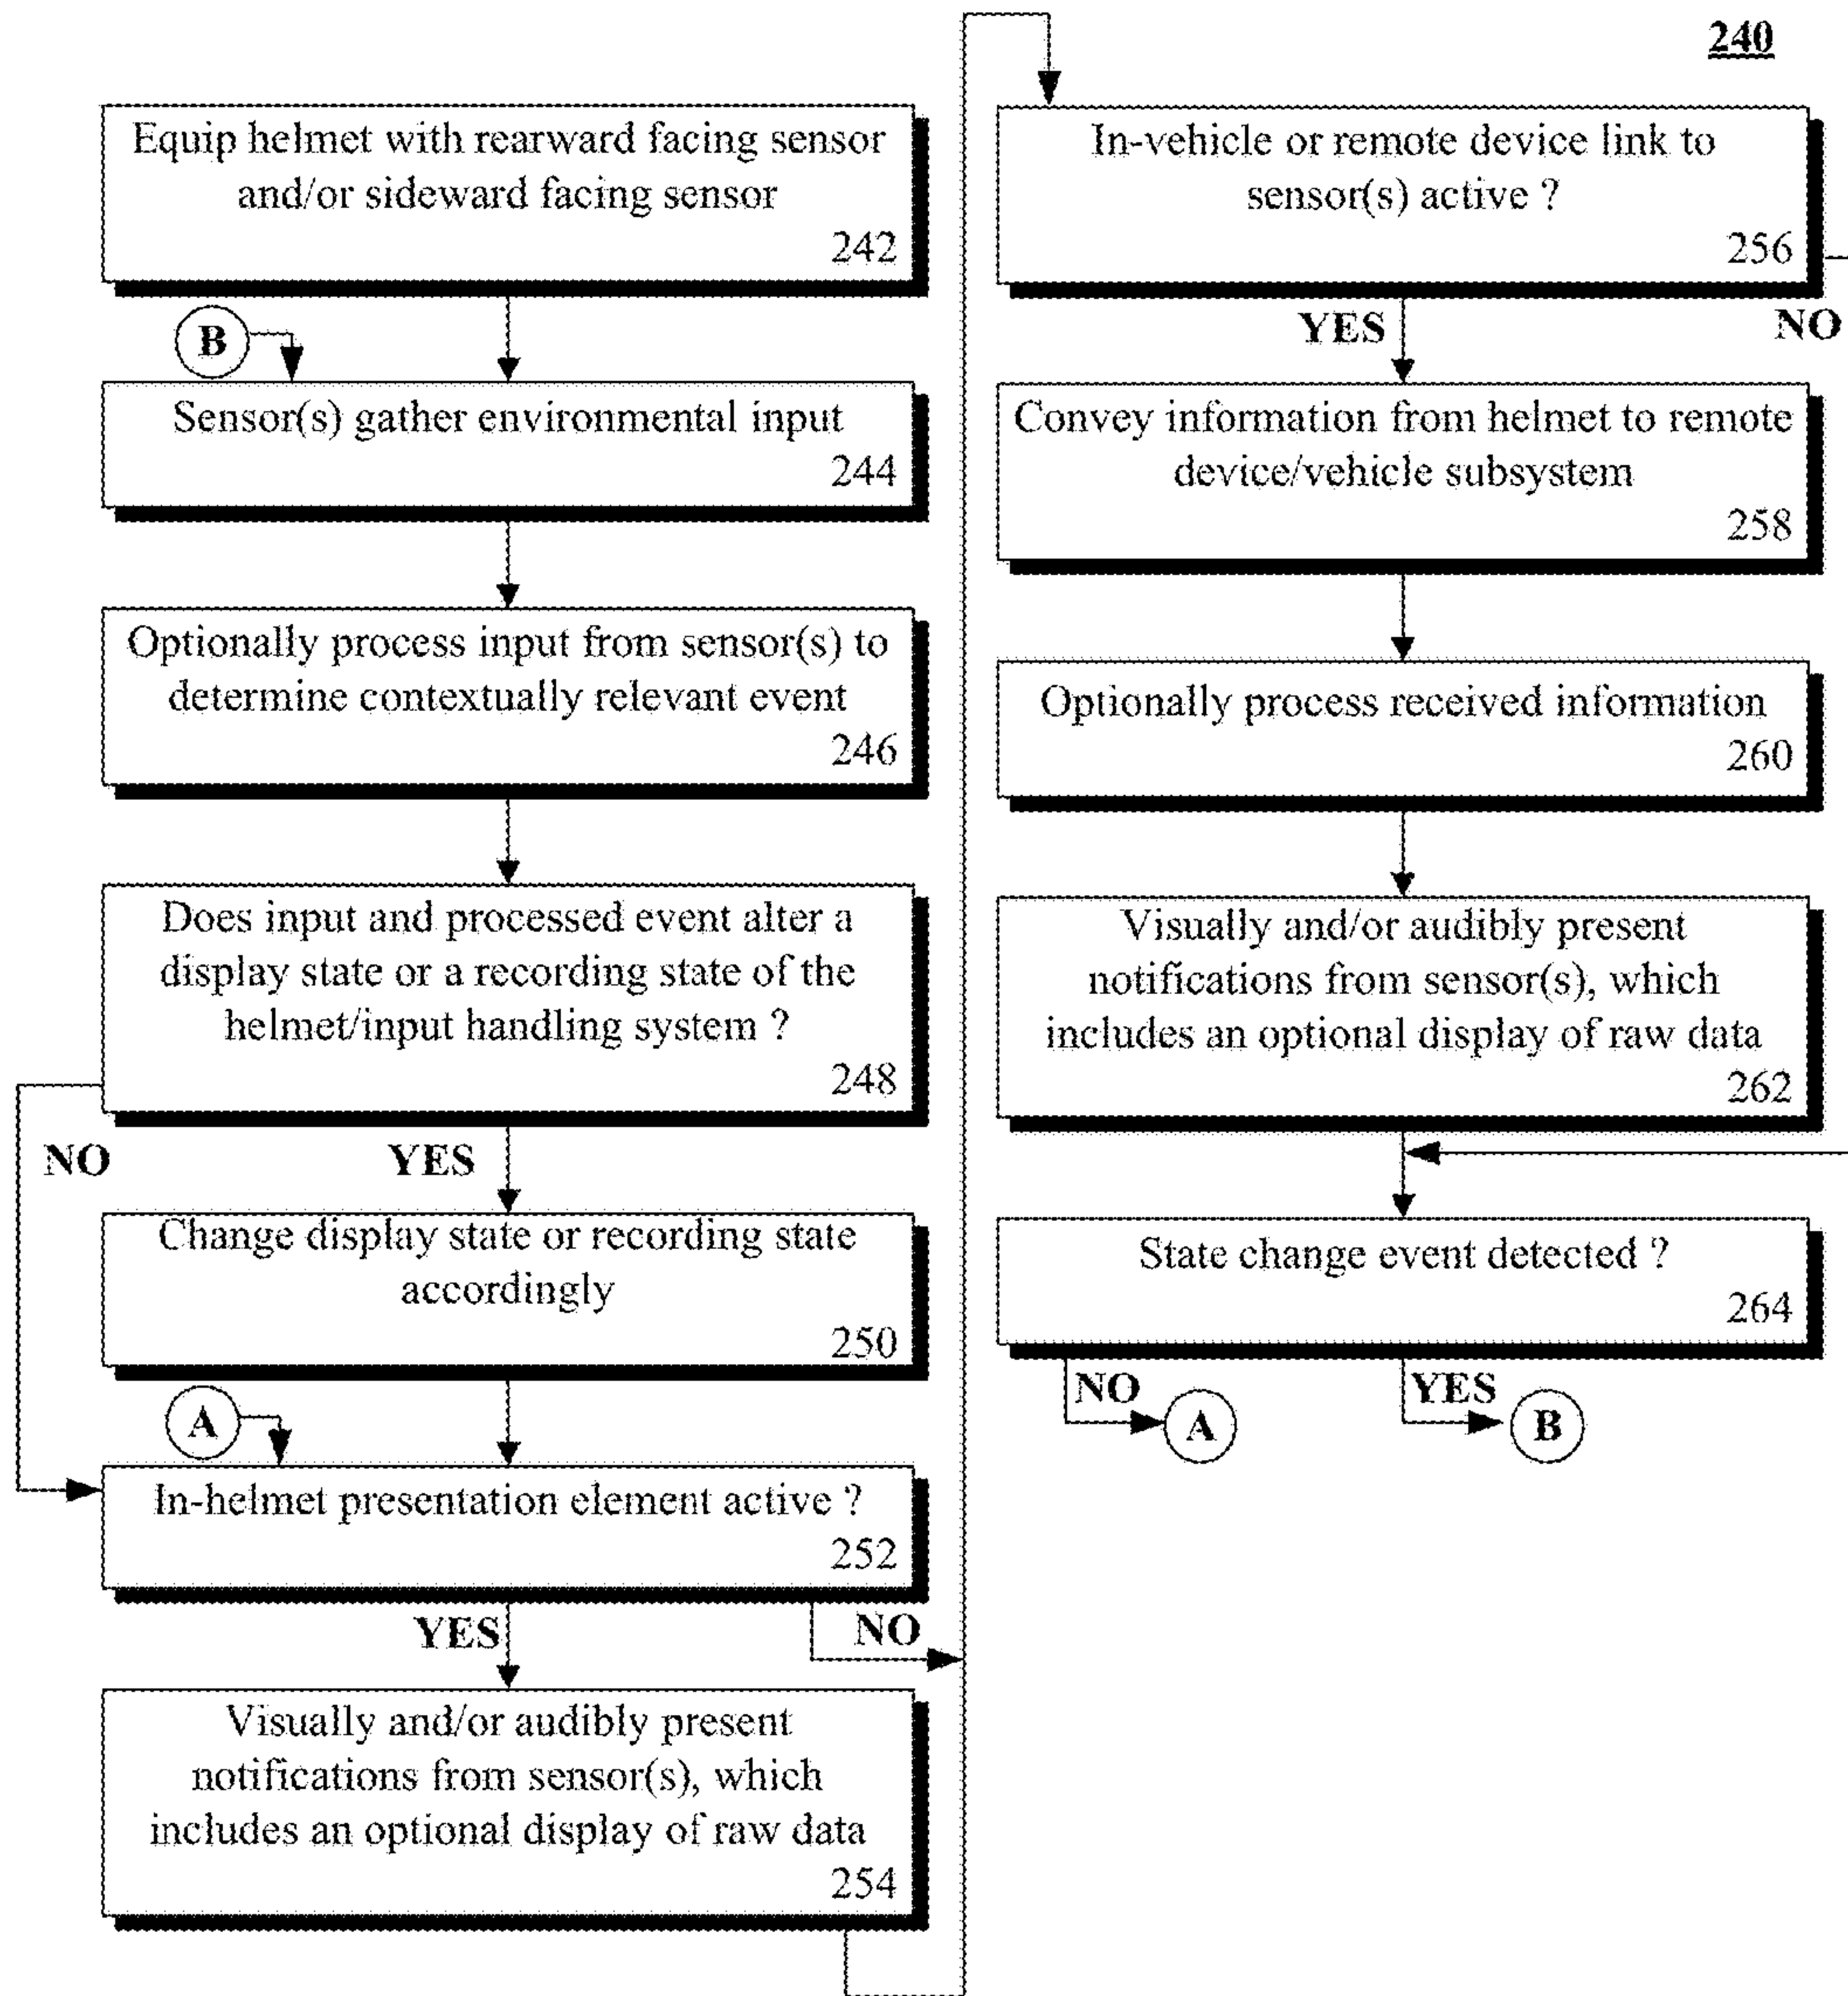 240
Equip helmet with rearward facing sensor
and/or sideward facing sensor
242
B
Sensor(s) gather environmental input
244
Optionally process input from sensor(s) to
determine contextually relevant event
246
Does input and processed event alter a
display state or a recording state of the
helmet/input handling system ?
248
NO
YES
Change display state or recording state
accordingly
250
A
In-helmet presentation element active ?
252
YES
NO
Visually and/or audibly present
notifications from sensor(s), which
includes an optional display of raw data
254
In-vehicle or remote device link to
sensor(s) active ?
256
YES
NO
Convey information from helmet to remote
device/vehicle subsystem
258
Optionally process received information
260
Visually and/or audibly present
notifications from sensor(s), which
includes an optional display of raw data
262
State change event detected ?
264
NO
A
YES
B